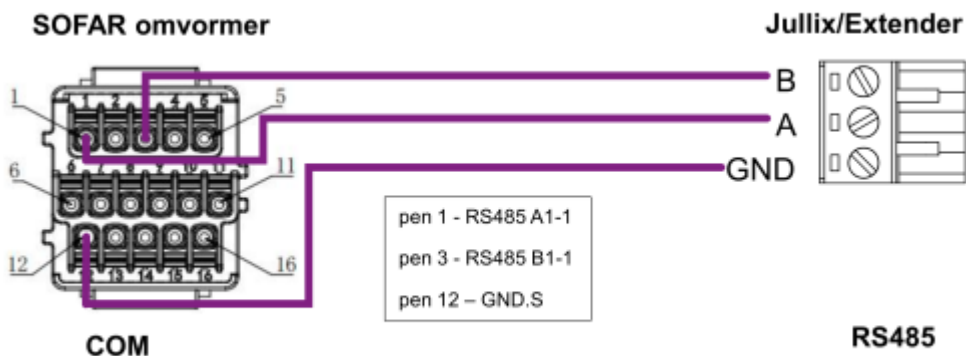 SOFAR omvormer
Jullix/Extender
1 2 4 5
1
5
B
A
GND
6 7 8 9 10 11
6
11
12
16
12 13 14 15 16
pen 1 - RS485 A1-1
pen 3 - RS485 B1-1
pen 12 – GND.S
COM
RS485